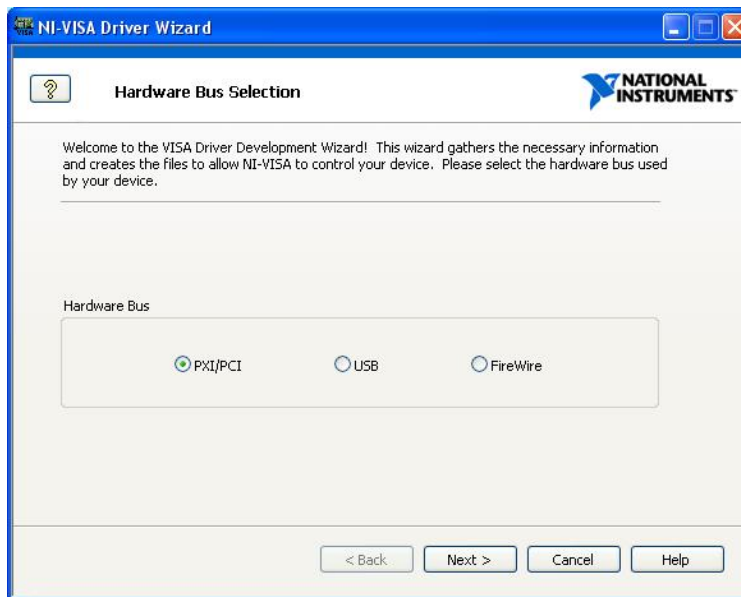 NI-VISA Driver Wizard
?
Hardware Bus Selection
NATIONAL
INSTRUMENTS
Welcome to the VISA Driver Development Wizard!  This wizard gathers the necessary information
and creates the files to allow NI-VISA to control your device.  Please select the hardware bus used
by your device.
Hardware Bus
PXI/PCI
USB
FireWire
< Back
Next >
Cancel
Help